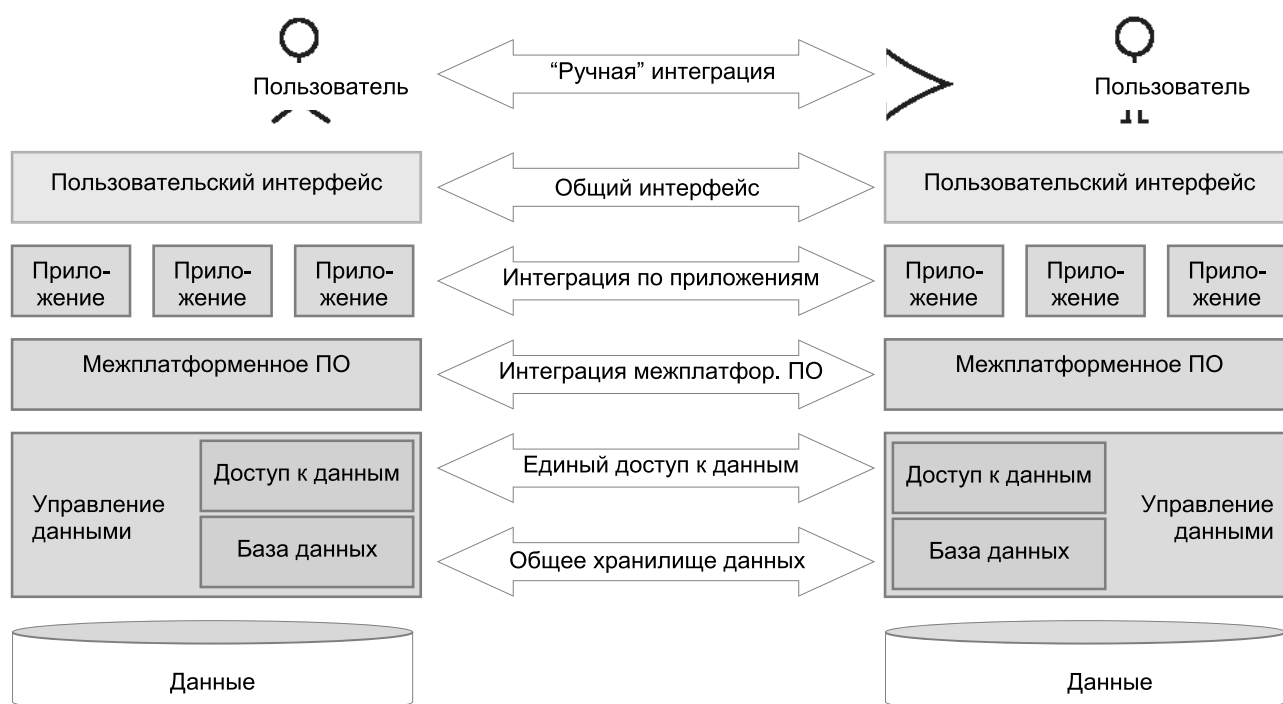 Пользователь
“Ручная” интеграция
Пользователь
Пользовательский интерфейс
Общий интерфейс
Пользовательский интерфейс
Прило-
жение
Прило-
жение
Прило-
жение
Интеграция по приложениям
Прило-
жение
Прило-
жение
Прило-
жение
Межплатформенное ПО
Интеграция межплатфор. ПО
Межплатформенное ПО
Управление
данными
Доступ к данным
База данных
Единый доступ к данным
Общее хранилище данных
Доступ к данным
База данных
Управление
данными
Данные
Данные